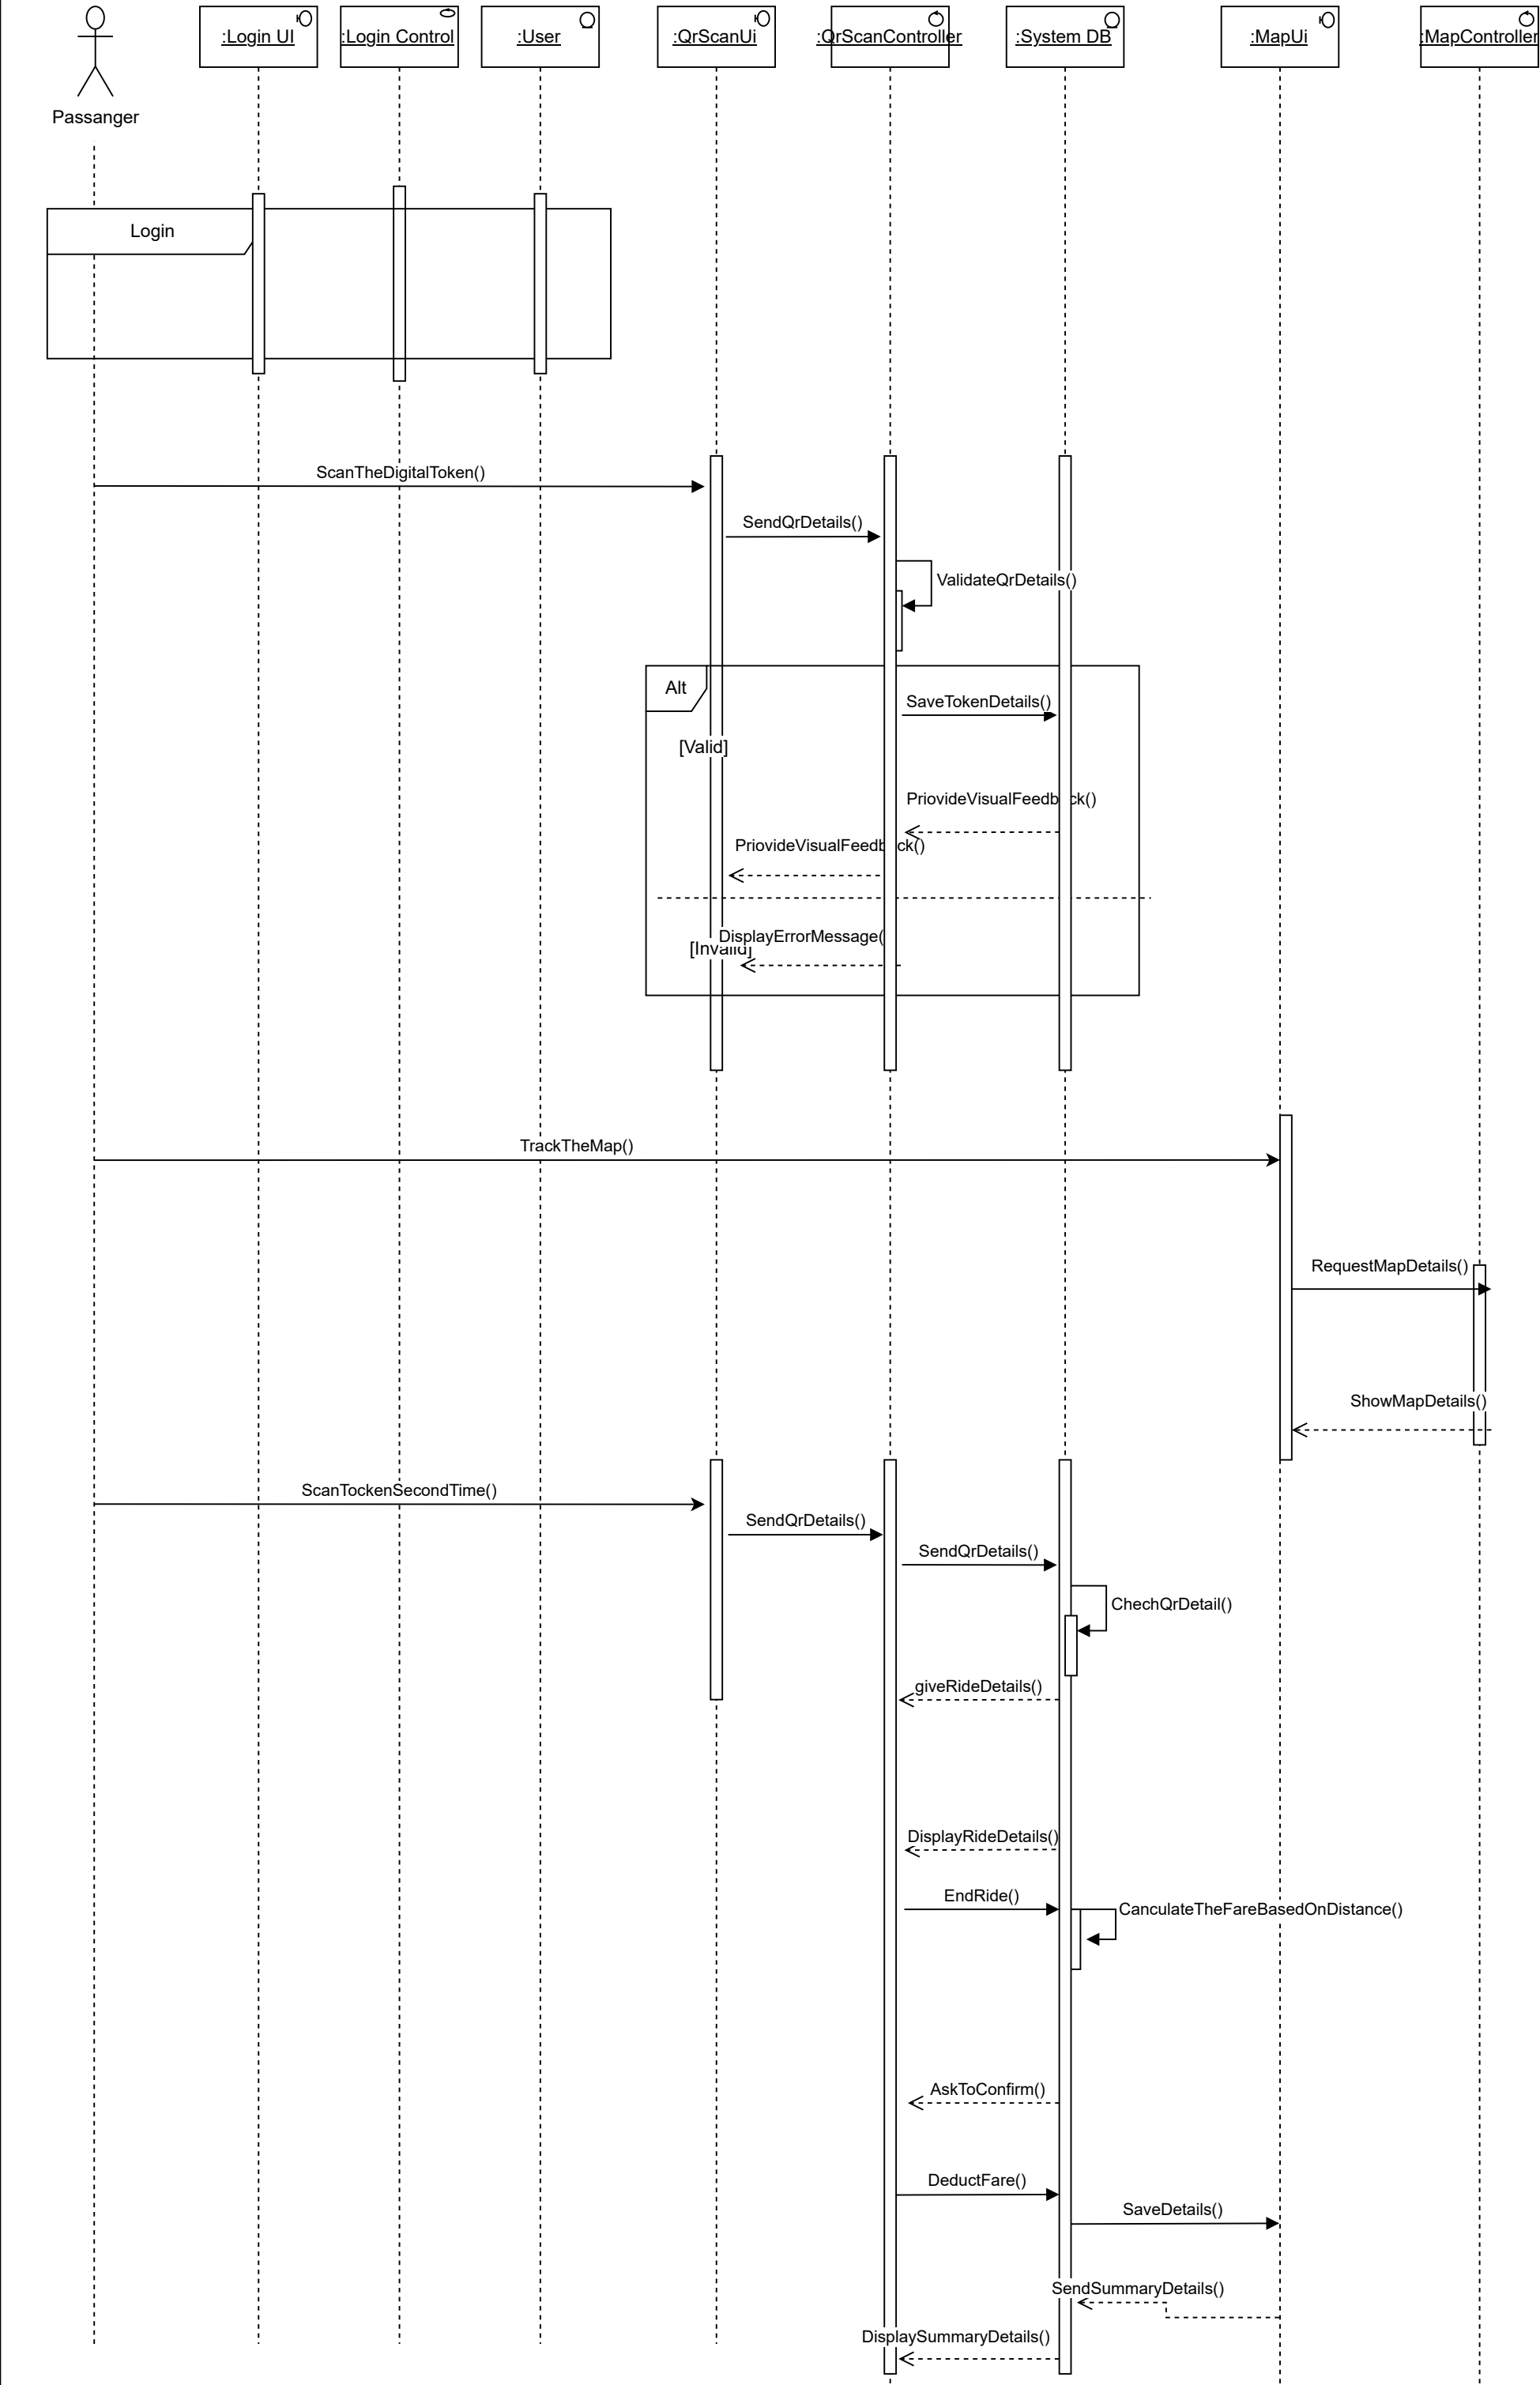 :Login UI
:Login Control
:User
:QrScanUi
:QrScanController
:System DB
:MapUi
:MapController
Passanger
Login
ScanTheDigitalToken()
SendQrDetails()
ValidateQrDetails()
Alt
SaveTokenDetails()
[Valid]
PriovideVisualFeedback()
PriovideVisualFeedback()
DisplayErrorMessage(
[Invalid]
TrackTheMap()
RequestMapDetails()
ShowMapDetails()
ScanTockenSecondTime()
SendQrDetails()
SendQrDetails()
ChechQrDetail()
giveRideDetails()
DisplayRideDetails()
EndRide()
CanculateTheFareBasedOnDistance()
AskToConfirm()
DeductFare()
SaveDetails()
SendSummaryDetails()
DisplaySummaryDetails()